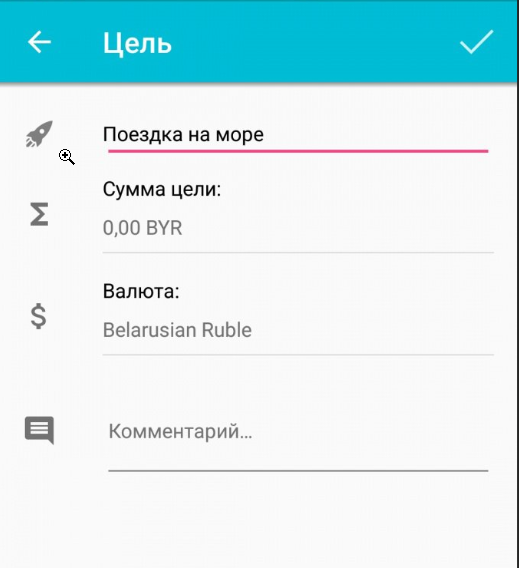 Цель
Поездка на море
Сумма цели:
0,00 BYR
Валюта:
Belarusian Ruble
Комментарий...